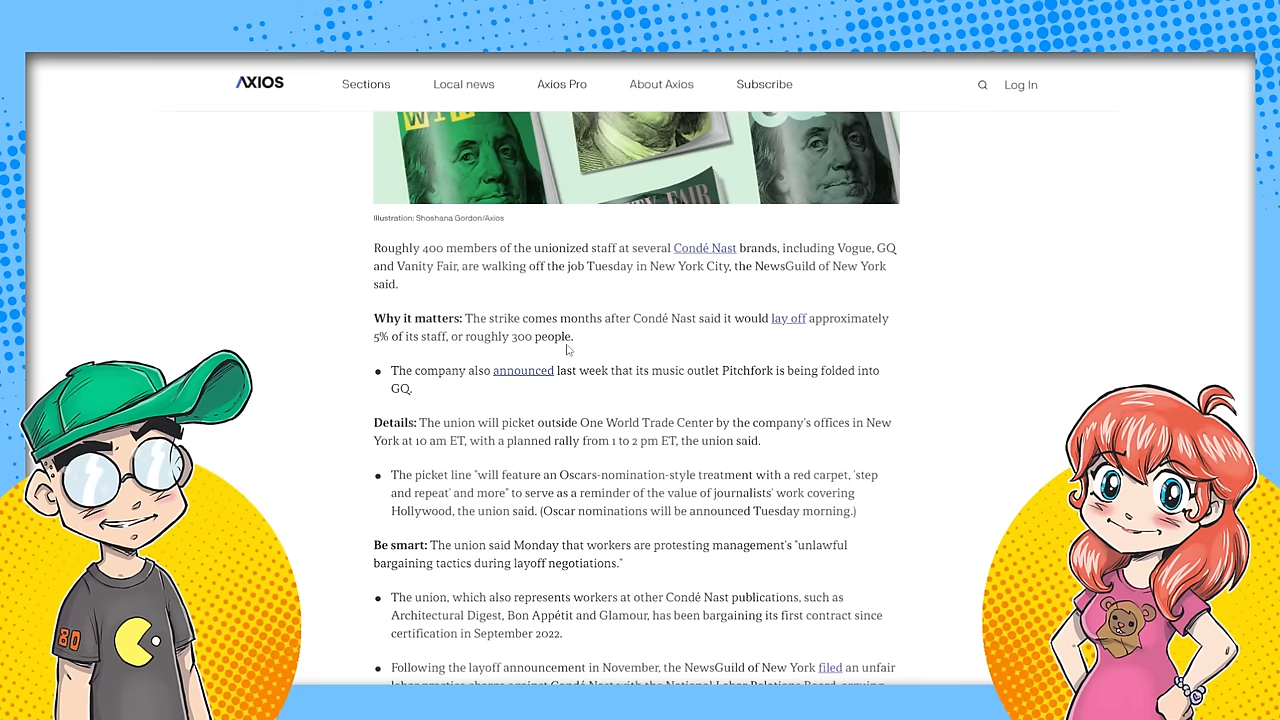 AXIOS
Sections Local news Axios Pro About Axios Subscribe Log In
Illustration: Shoshana Gordon/Axios
Roughly 400 members of the unionized staff at several Condé Nast brands, including Vogue, GQ
and Vanity Fair, are walking off the job Tuesday in New York City, the NewsGuild of New York
said.
Why it matters: The strike comes months after Condé Nast said it would lay off approximately
5% of its staff, or roughly 300 people.
• The company also announced last week that its music outlet Pitchfork is being folded into
GQ.
Details: The union will picket outside One World Trade Center by the company's offices in New
York at 10 am ET, with a planned rally from 1 to 2 pm ET, the union said.
• The picket line "will feature an Oscars-nomination-style treatment with a red carpet, 'step
and repeat' and more" to serve as a reminder of the value of journalists' work covering
Hollywood, the union said. (Oscar nominations will be announced Tuesday morning.)
Be smart: The union said Monday that workers are protesting management's "unlawful
bargaining tactics during layoff negotiations."
• The union, which also represents workers at other Condé Nast publications, such as
Architectural Digest, Bon Appétit and Glamour, has been bargaining its first contract since
certification in September 2022.
• Following the layoff announcement in November, the NewsGuild of New York filed an unfair
80